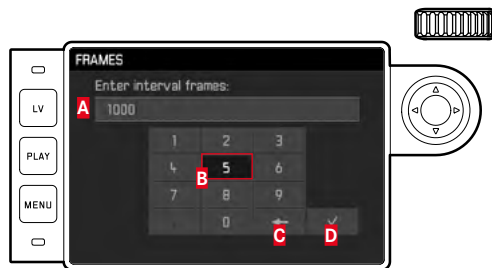 FRAMES
Enter interval frames:
A 1000
LV
PLAY
MENU
1 2 3
4 5 6
B
7 8 9
. 0
C D